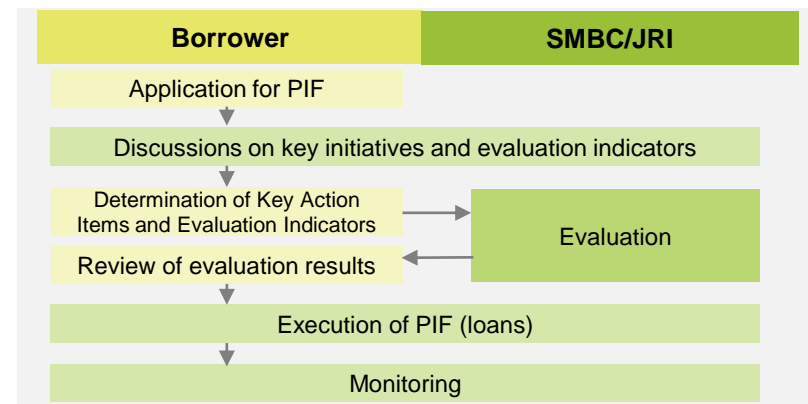 Borrower
SMBC/JRI
Application for PIF
Discussions on key initiatives and evaluation indicators
Determination of Key Action
Items and Evaluation Indicators
Evaluation
Review of evaluation results
Execution of PIF (loans)
Monitoring